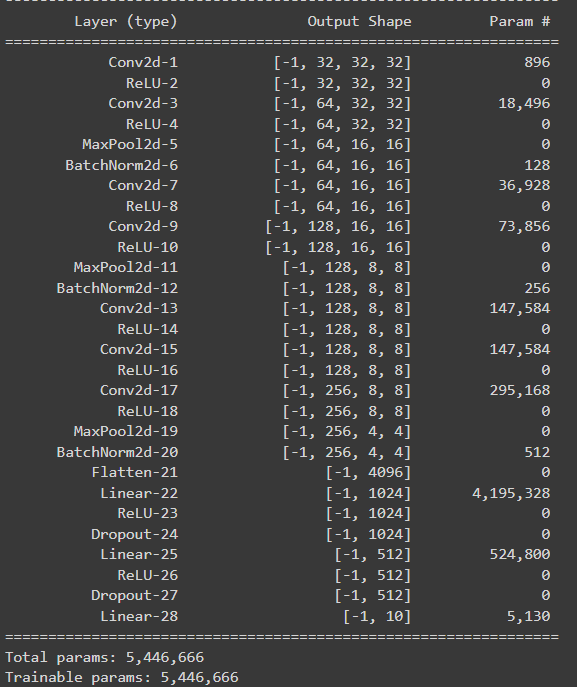 ----------------------------------------------------------------
        Layer (type)               Output Shape         Param #
================================================================
            Conv2d-1           [-1, 32, 32, 32]             896
              ReLU-2           [-1, 32, 32, 32]               0
            Conv2d-3           [-1, 64, 32, 32]          18,496
              ReLU-4           [-1, 64, 32, 32]               0
         MaxPool2d-5           [-1, 64, 16, 16]               0
       BatchNorm2d-6           [-1, 64, 16, 16]             128
            Conv2d-7           [-1, 64, 16, 16]          36,928
              ReLU-8           [-1, 64, 16, 16]               0
            Conv2d-9          [-1, 128, 16, 16]          73,856
             ReLU-10          [-1, 128, 16, 16]               0
        MaxPool2d-11            [-1, 128, 8, 8]               0
      BatchNorm2d-12            [-1, 128, 8, 8]             256
           Conv2d-13            [-1, 128, 8, 8]         147,584
             ReLU-14            [-1, 128, 8, 8]               0
           Conv2d-15            [-1, 128, 8, 8]         147,584
             ReLU-16            [-1, 128, 8, 8]               0
           Conv2d-17            [-1, 256, 8, 8]         295,168
             ReLU-18            [-1, 256, 8, 8]               0
        MaxPool2d-19            [-1, 256, 4, 4]               0
      BatchNorm2d-20            [-1, 256, 4, 4]             512
          Flatten-21                 [-1, 4096]               0
           Linear-22                 [-1, 1024]       4,195,328
             ReLU-23                 [-1, 1024]               0
          Dropout-24                 [-1, 1024]               0
           Linear-25                  [-1, 512]         524,800
             ReLU-26                  [-1, 512]               0
          Dropout-27                  [-1, 512]               0
           Linear-28                   [-1, 10]           5,130
================================================================
Total params: 5,446,666
Trainable params: 5,446,666